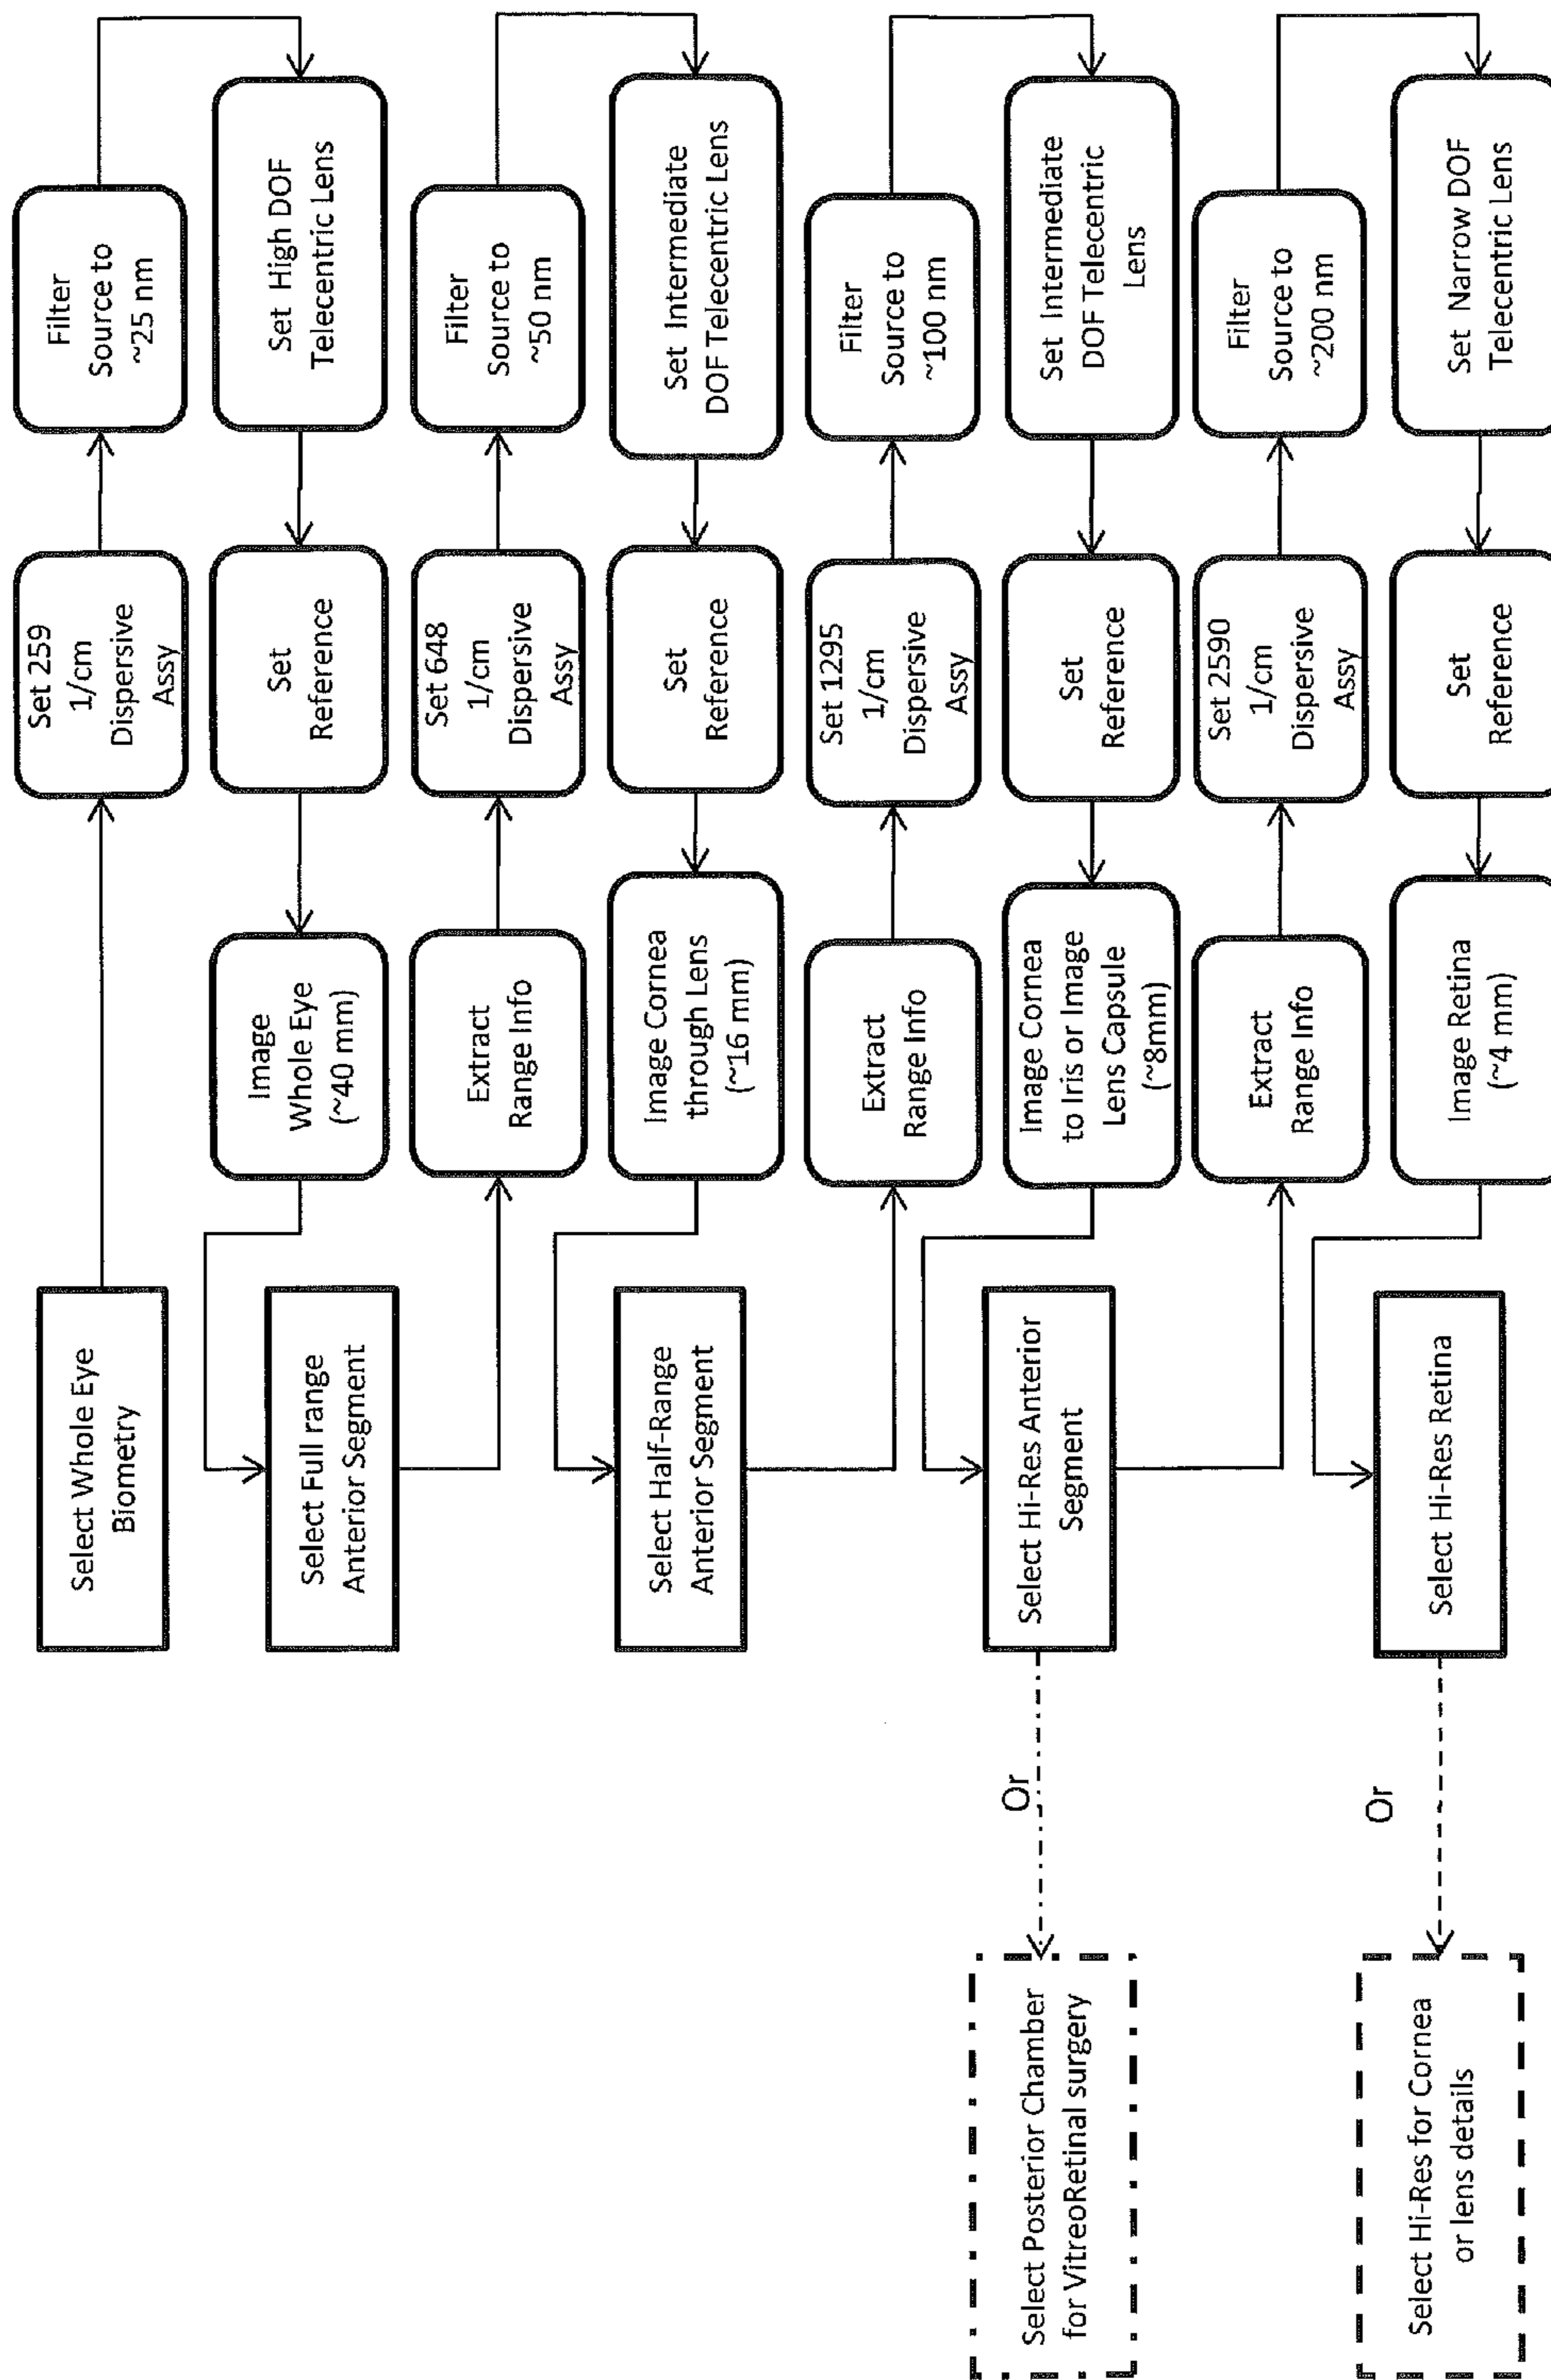 Select Whole Eye
Biometry
Set 259
1/cm
Dispersive
Assy
Filter
Source to
~25 nm
Set High DOF
Telecentric Lens
Set
Reference
Image
Whole Eye
(~40 mm)
Select Full range
Anterior Segment
Extract
Range Info
Set 648
1/cm
Dispersive
Assy
Filter
Source to
~50 nm
Set Intermediate
DOF Telecentric Lens
Set
Reference
Image Cornea
through Lens
(~16 mm)
Select Half-Range
Anterior Segment
Extract
Range Info
Set 1295
1/cm
Dispersive
Assy
Filter
Source to
~100 nm
Set Intermediate
DOF Telecentric
Lens
Set
Reference
Image Cornea
to Iris or Image
Lens Capsule
(~8mm)
Select Hi-Res Anterior
Segment
Or
Select Posterior Chamber
for VitreoRetinal surgery
Extract
Range Info
Set 2590
1/cm
Dispersive
Assy
Filter
Source to
~200 nm
Set Narrow DOF
Telecentric Lens
Set
Reference
Image Retina
(~4 mm)
Select Hi-Res Retina
Or
Select Hi-Res for Cornea
or lens details